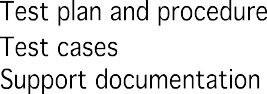 Test plan and procedure
Test cases
Support documentation